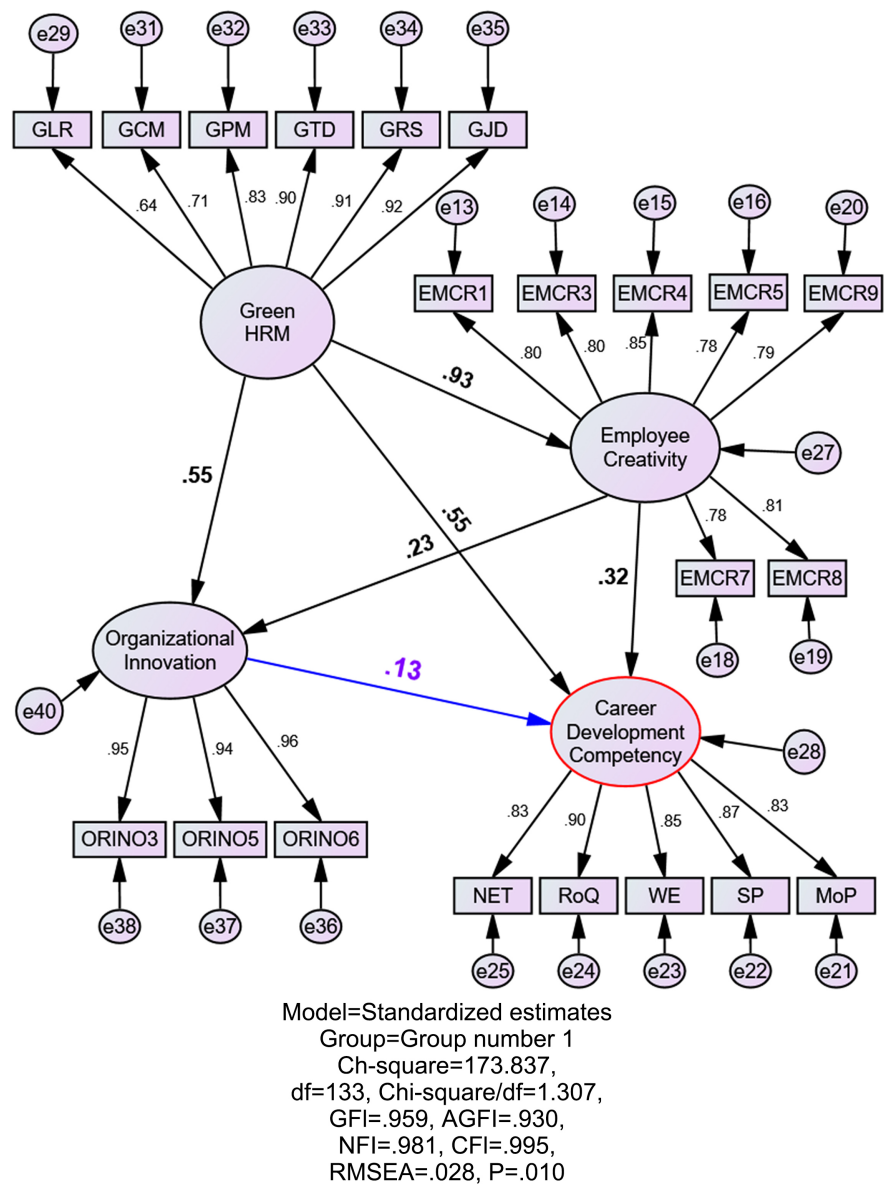 e29 e31 e32 e33 e34 e35
GLR GCM GPM GTD GRS GJD
.64 .71 .83 .90 .91 .92
e13 e14 e15 e16 e20
EMCR1 EMCR3 EMCR4 EMCR5 EMCR9
Green
HRM
.80 .80 .85 .78 .79
.93
Employee
Creativity
e27
.55
.55
.23
.78 .81
.32
EMCR7 EMCR8
e18 e19
Organizational
Innovation
.13
e40
Career
Development
Competency
e28
.95 .94 .96
.83 .90 .85 .87 .83
ORINO3 ORINO5 ORINO6
NET RoQ WE SP MoP
e38 e37 e36
e25 e24 e23 e22 e21
Model=Standardized estimates
Group=Group number 1
Ch-square=173.837,
df=133, Chi-square/df=1.307,
GFI=.959, AGFI=.930,
NFI=.981, CFI=.995,
RMSEA=.028, P=.010